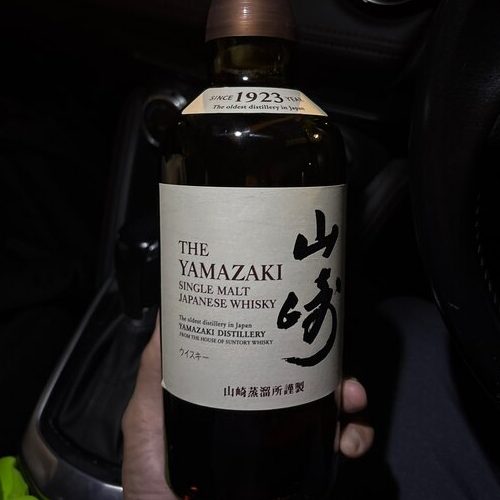 SINCE 1923 YEAR
The oldest distillery in Japan
山崎
THE
YAMAZAKI
SINGLE MALT
JAPANESE WHISKY
The oldest distillery in Japan
YAMAZAKI DISTILLERY
FROM THE HOUSE OF SUNTORY WHISKY
ウイスキー
山崎蒸溜所謹製